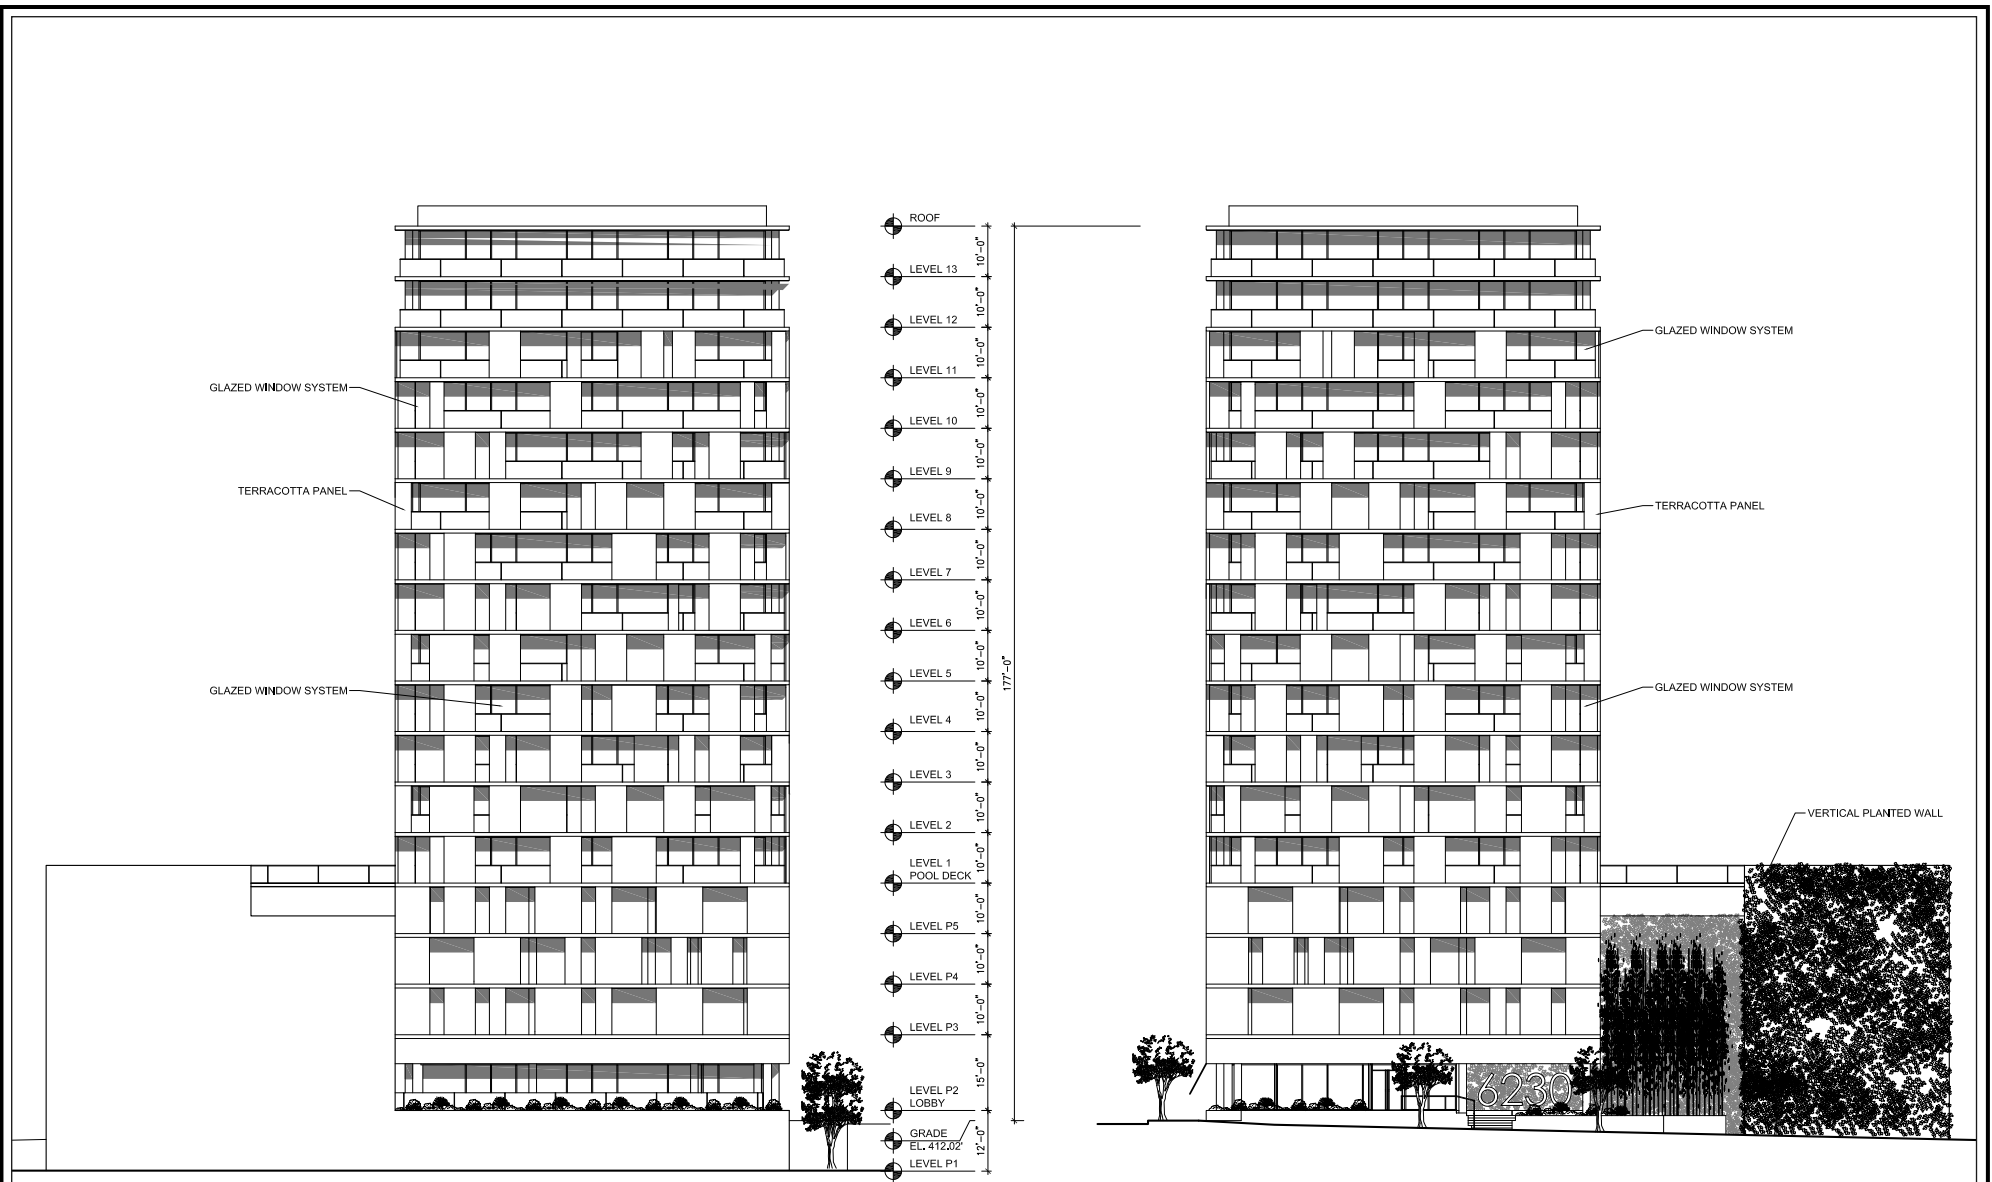 ROOF
10'-0"
LEVEL 13
10'-0"
LEVEL 12
GLAZED WINDOW SYSTEM
10'-0"
LEVEL 11
GLAZED WINDOW SYSTEM
10'-0"
LEVEL 10
10'-0"
LEVEL 9
TERRACOTTA PANEL
10'-0"
TERRACOTTA PANEL
LEVEL 8
10'-0"
LEVEL 7
10'-0"
LEVEL 6
10'-0"
LEVEL 5
177'-0"
GLAZED WINDOW SYSTEM
GLAZED WINDOW SYSTEM
10'-0"
LEVEL 4
10'-0"
LEVEL 3
10'-0"
LEVEL 2
VERTICAL PLANTED WALL
10'-0"
LEVEL 1
POOL DECK
10'-0"
LEVEL P5
10'-0"
LEVEL P4
10'-0"
LEVEL P3
15'-0"
LEVEL P2
LOBBY
6230
GRADE
EL. 412.02'
12'-0"
LEVEL P1